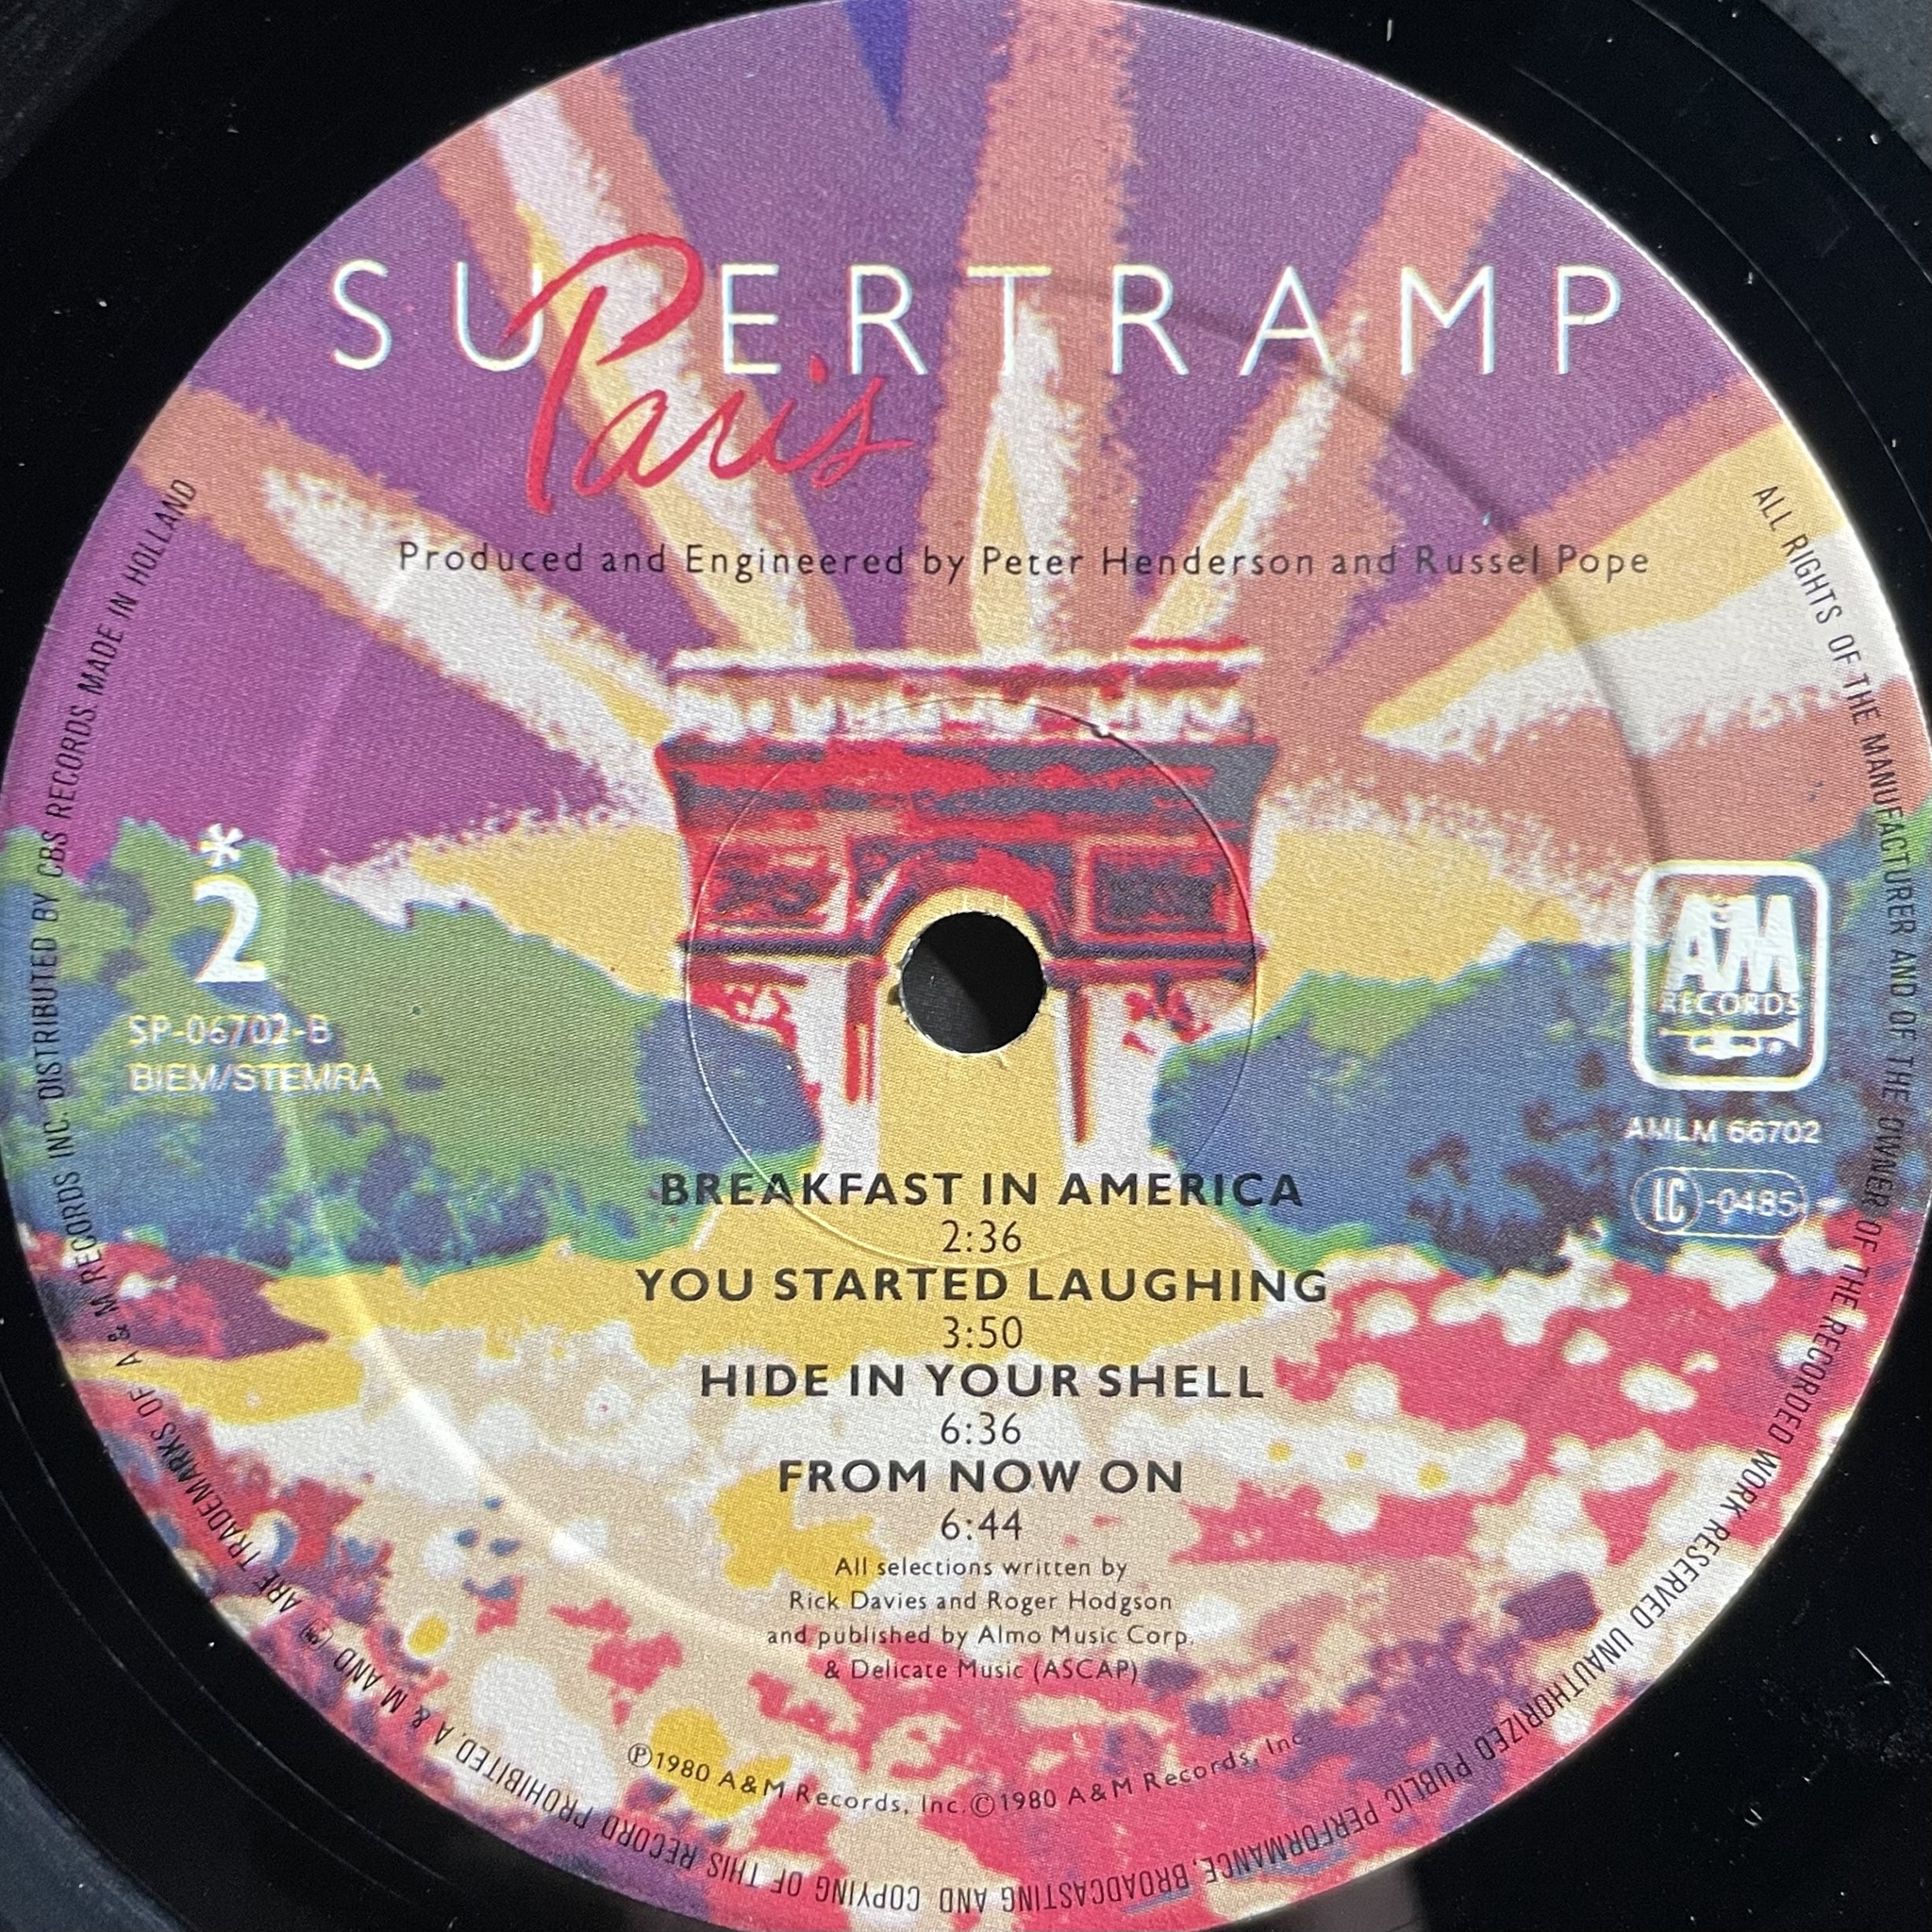 SUPERTRAMP
Paris
Produced and Engineered by Peter Henderson and Russel Pope
*
2
SP-06702-B
BIEM/STEMRA
A&M
RECORDS
AMLM 66702
LC-0485
BREAKFAST IN AMERICA
2:36
YOU STARTED LAUGHING
3:50
HIDE IN YOUR SHELL
6:36
FROM NOW ON
6:44
All selections written by
Rick Davies and Roger Hodgson
and published by Almo Music Corp.
& Delicate Music (ASCAP)
℗1980 A&M Records, Inc. ©1980 A&M Records, Inc.
ALL RIGHTS OF THE MANUFACTURER AND OF THE OWNER OF THE RECORDED WORK RESERVED UNAUTHORIZED PUBLIC PERFORMANCE, BROADCASTING AND COPYING OF THIS RECORD PROHIBITED. A & M AND A&M ARE TRADEMARKS OF A & M RECORDS INC. DISTRIBUTED BY CBS RECORDS. MADE IN HOLLAND